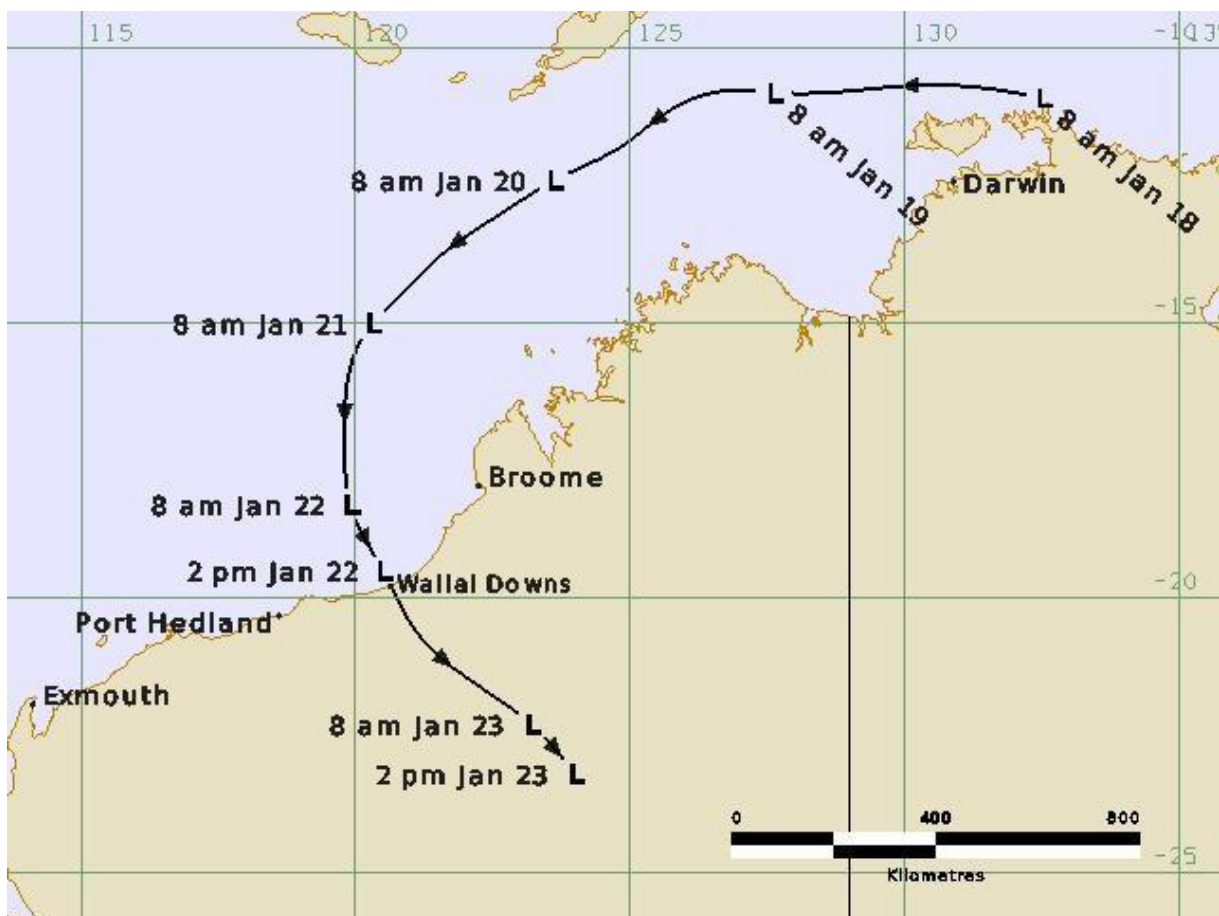 115
120
125
130
-10
135
L
L
8 am Jan 18
8 am Jan 19
Darwin
8 am Jan 20 L
8 am Jan 21 L
-15
Broome
8 am Jan 22 L
2 pm Jan 22 L
Wallal Downs
-20
Port Hedland
Exmouth
8 am Jan 23 L
2 pm Jan 23 L
0 400 800
-25
Kilometres